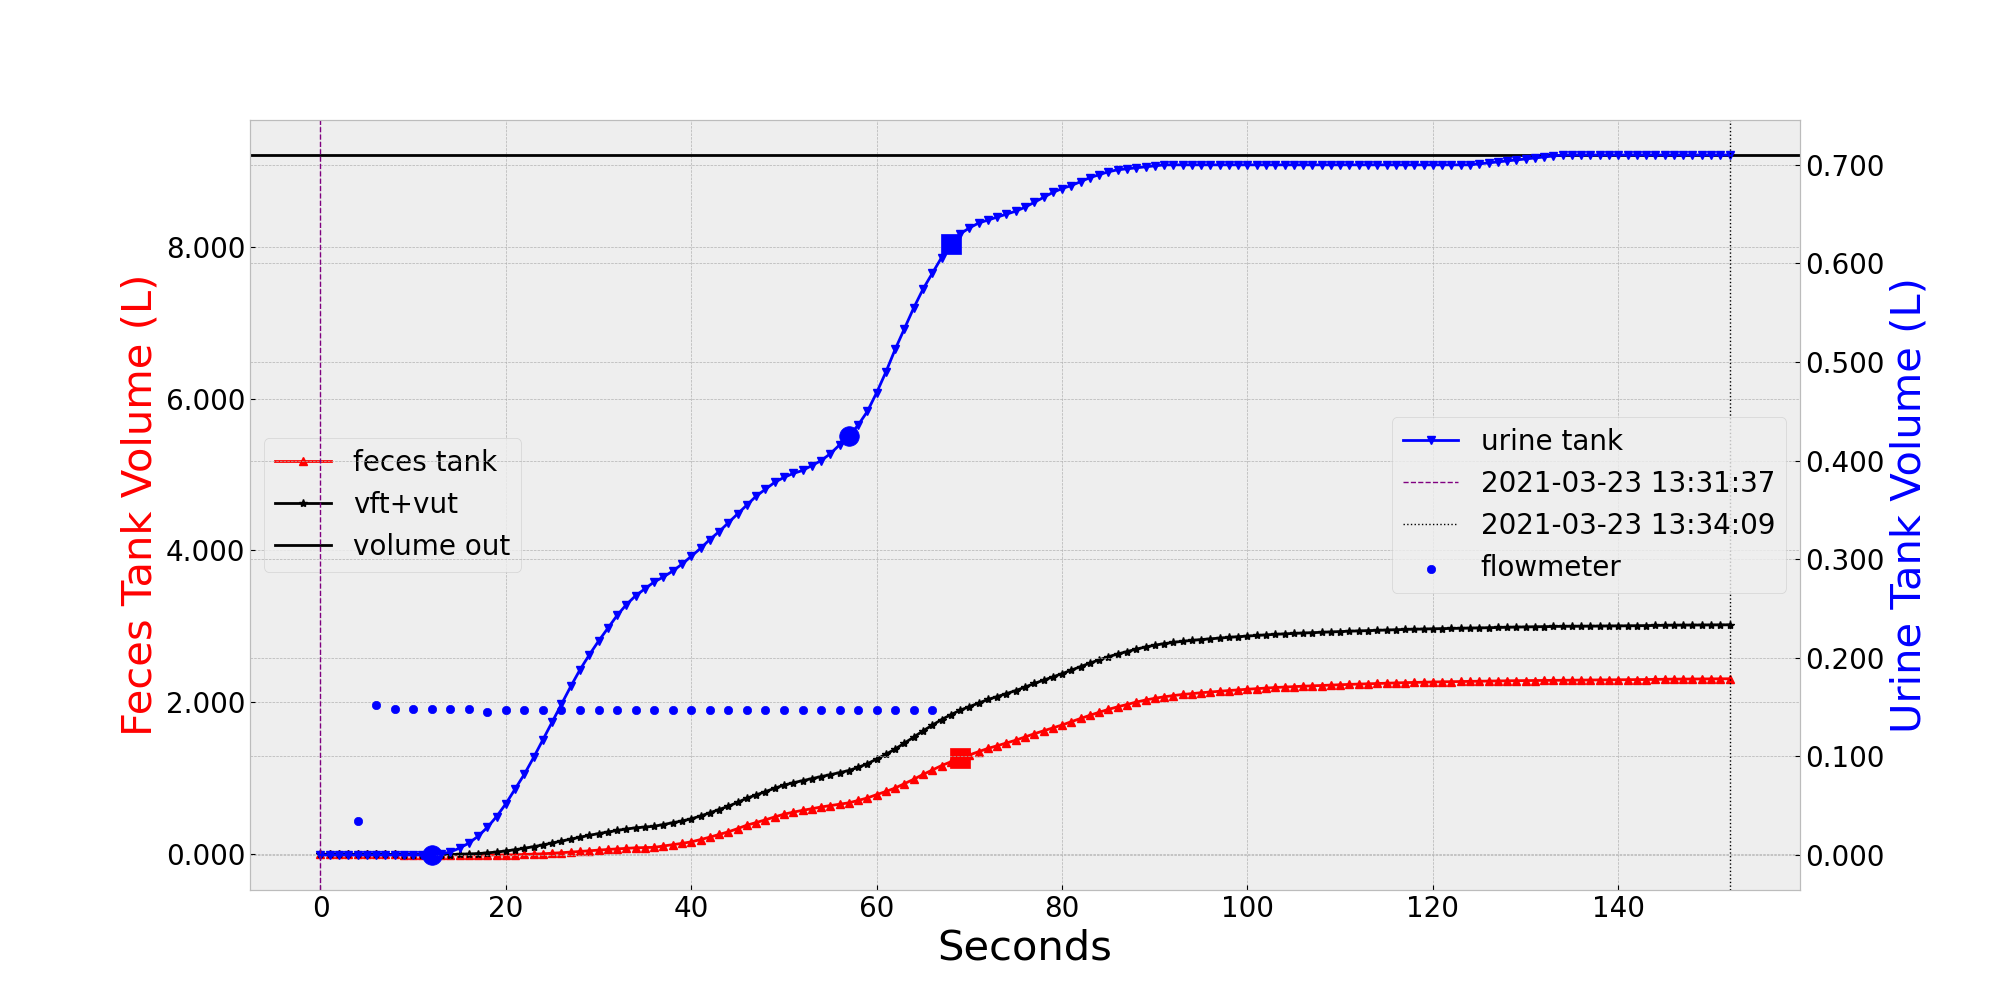 Feces Tank Volume (L)
8.000
6.000
4.000
2.000
0.000
feces tank
vft+vut
volume out
0.700
0.600
0.500
0.400
0.300
0.200
0.100
0.000
Urine Tank Volume (L)
urine tank
2021-03-23 13:31:37
2021-03-23 13:34:09
flowmeter
0 20 40 60 80 100 120 140
Seconds